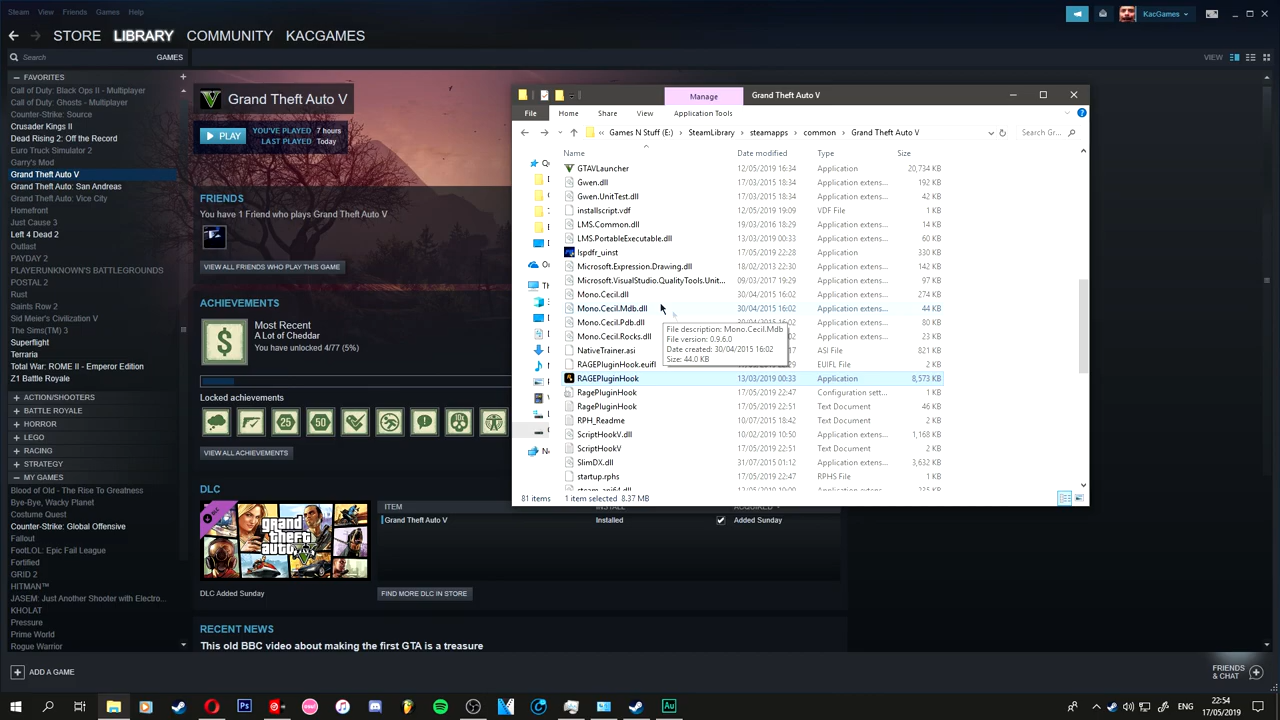 Steam View Friends Games Help
KacGames
STORE LIBRARY COMMUNITY KACGAMES
Search GAMES
VIEW
FAVORITES
Call of Duty: Black Ops II - Multiplayer
Call of Duty: Ghosts - Multiplayer
Counter-Strike: Source
Crusader Kings II
Dead Rising 2: Off the Record
Euro Truck Simulator 2
Garry's Mod
Grand Theft Auto V
Grand Theft Auto: San Andreas
Grand Theft Auto: Vice City
Homefront
Just Cause 3
Left 4 Dead 2
Outlast
PAYDAY 2
PLAYERUNKNOWN'S BATTLEGROUNDS
POSTAL 2
Rust
Saints Row 2
Sid Meier's Civilization V
The Sims(TM) 3
Superflight
Terraria
Total War: ROME II - Emperor Edition
Z1 Battle Royale
ACTION/SHOOTERS
BATTLE ROYALE
HORROR
LEGO
RACING
STRATEGY
MY GAMES
Blood of Old - The Rise To Greatness
Bye-Bye, Wacky Planet
Costume Quest
Counter-Strike: Global Offensive
Fallout
FootLOL: Epic Fail League
Fortified
GRID 2
HITMAN™
JASEM: Just Another Shooter with Electro...
KHOLAT
Pressure
Prime World
Rogue Warrior
ADD A GAME
Grand Theft Auto V
PLAY
YOU'VE PLAYED 7 hours
LAST PLAYED Today
FRIENDS
You have 1 Friend who plays Grand Theft Auto V
VIEW ALL FRIENDS WHO PLAY THIS GAME
ACHIEVEMENTS
Most Recent
A Lot of Cheddar
You have unlocked 4/77 (5%)
Locked achievements
25
50
VIEW ALL ACHIEVEMENTS
DLC
grand theft auto V
DLC Added Sunday
ITEM INSTALL ACQUIRED
Grand Theft Auto V Installed Added Sunday
FIND MORE DLC IN STORE
RECENT NEWS
This old BBC video about making the first GTA is a treasure
Manage Grand Theft Auto V
File Home Share View Application Tools
« Games N Stuff (E:) > SteamLibrary > steamapps > common > Grand Theft Auto V
Search Gr...
Name Date modified Type Size
GTAVLauncher 12/05/2019 16:34 Application 20,734 KB
Gwen.dll 17/03/2015 18:34 Application extens... 192 KB
Gwen.UnitTest.dll 17/03/2015 18:34 Application extens... 42 KB
installscript.vdf 12/05/2019 19:09 VDF File 1 KB
LMS.Common.dll 19/03/2016 18:29 Application extens... 14 KB
LMS.PortableExecutable.dll 13/03/2019 00:33 Application extens... 60 KB
lspdfr_uinst 17/05/2019 22:28 Application 330 KB
Microsoft.Expression.Drawing.dll 18/02/2013 22:30 Application extens... 142 KB
Microsoft.VisualStudio.QualityTools.Unit... 09/03/2017 19:29 Application extens... 97 KB
Mono.Cecil.dll 30/04/2015 16:02 Application extens... 274 KB
Mono.Cecil.Mdb.dll 30/04/2015 16:02 Application extens... 44 KB
Mono.Cecil.Pdb.dll Application extens... 80 KB
Mono.Cecil.Rocks.dll Application extens...
NativeTrainer.asi ASI File 821 KB
RAGEPluginHook.euifl EUIFL File 2 KB
RAGEPluginHook 13/03/2019 00:33 Application 8,573 KB
RagePluginHook 17/05/2019 22:47 Configuration sett... 1 KB
RagePluginHook 17/05/2019 22:51 Text Document 46 KB
RPH_Readme 10/07/2015 18:42 Text Document
ScriptHookV.dll 10/02/2019 10:50 Application extens... 1,168 KB
ScriptHookV 17/05/2019 22:51 Text Document 2 KB
SlimDX.dll 31/07/2015 01:12 Application extens... 3,632 KB
startup.rphs 17/05/2019 22:47 RPHS File 1 KB
File description: Mono.Cecil.Mdb
File version: 0.9.6.0
Date created: 30/04/2015 16:02
Size: 44.0 KB
81 items 1 item selected 8.37 MB
FRIENDS
& CHAT
Ps
osu!
Au
ENG
22:54
17/05/2019